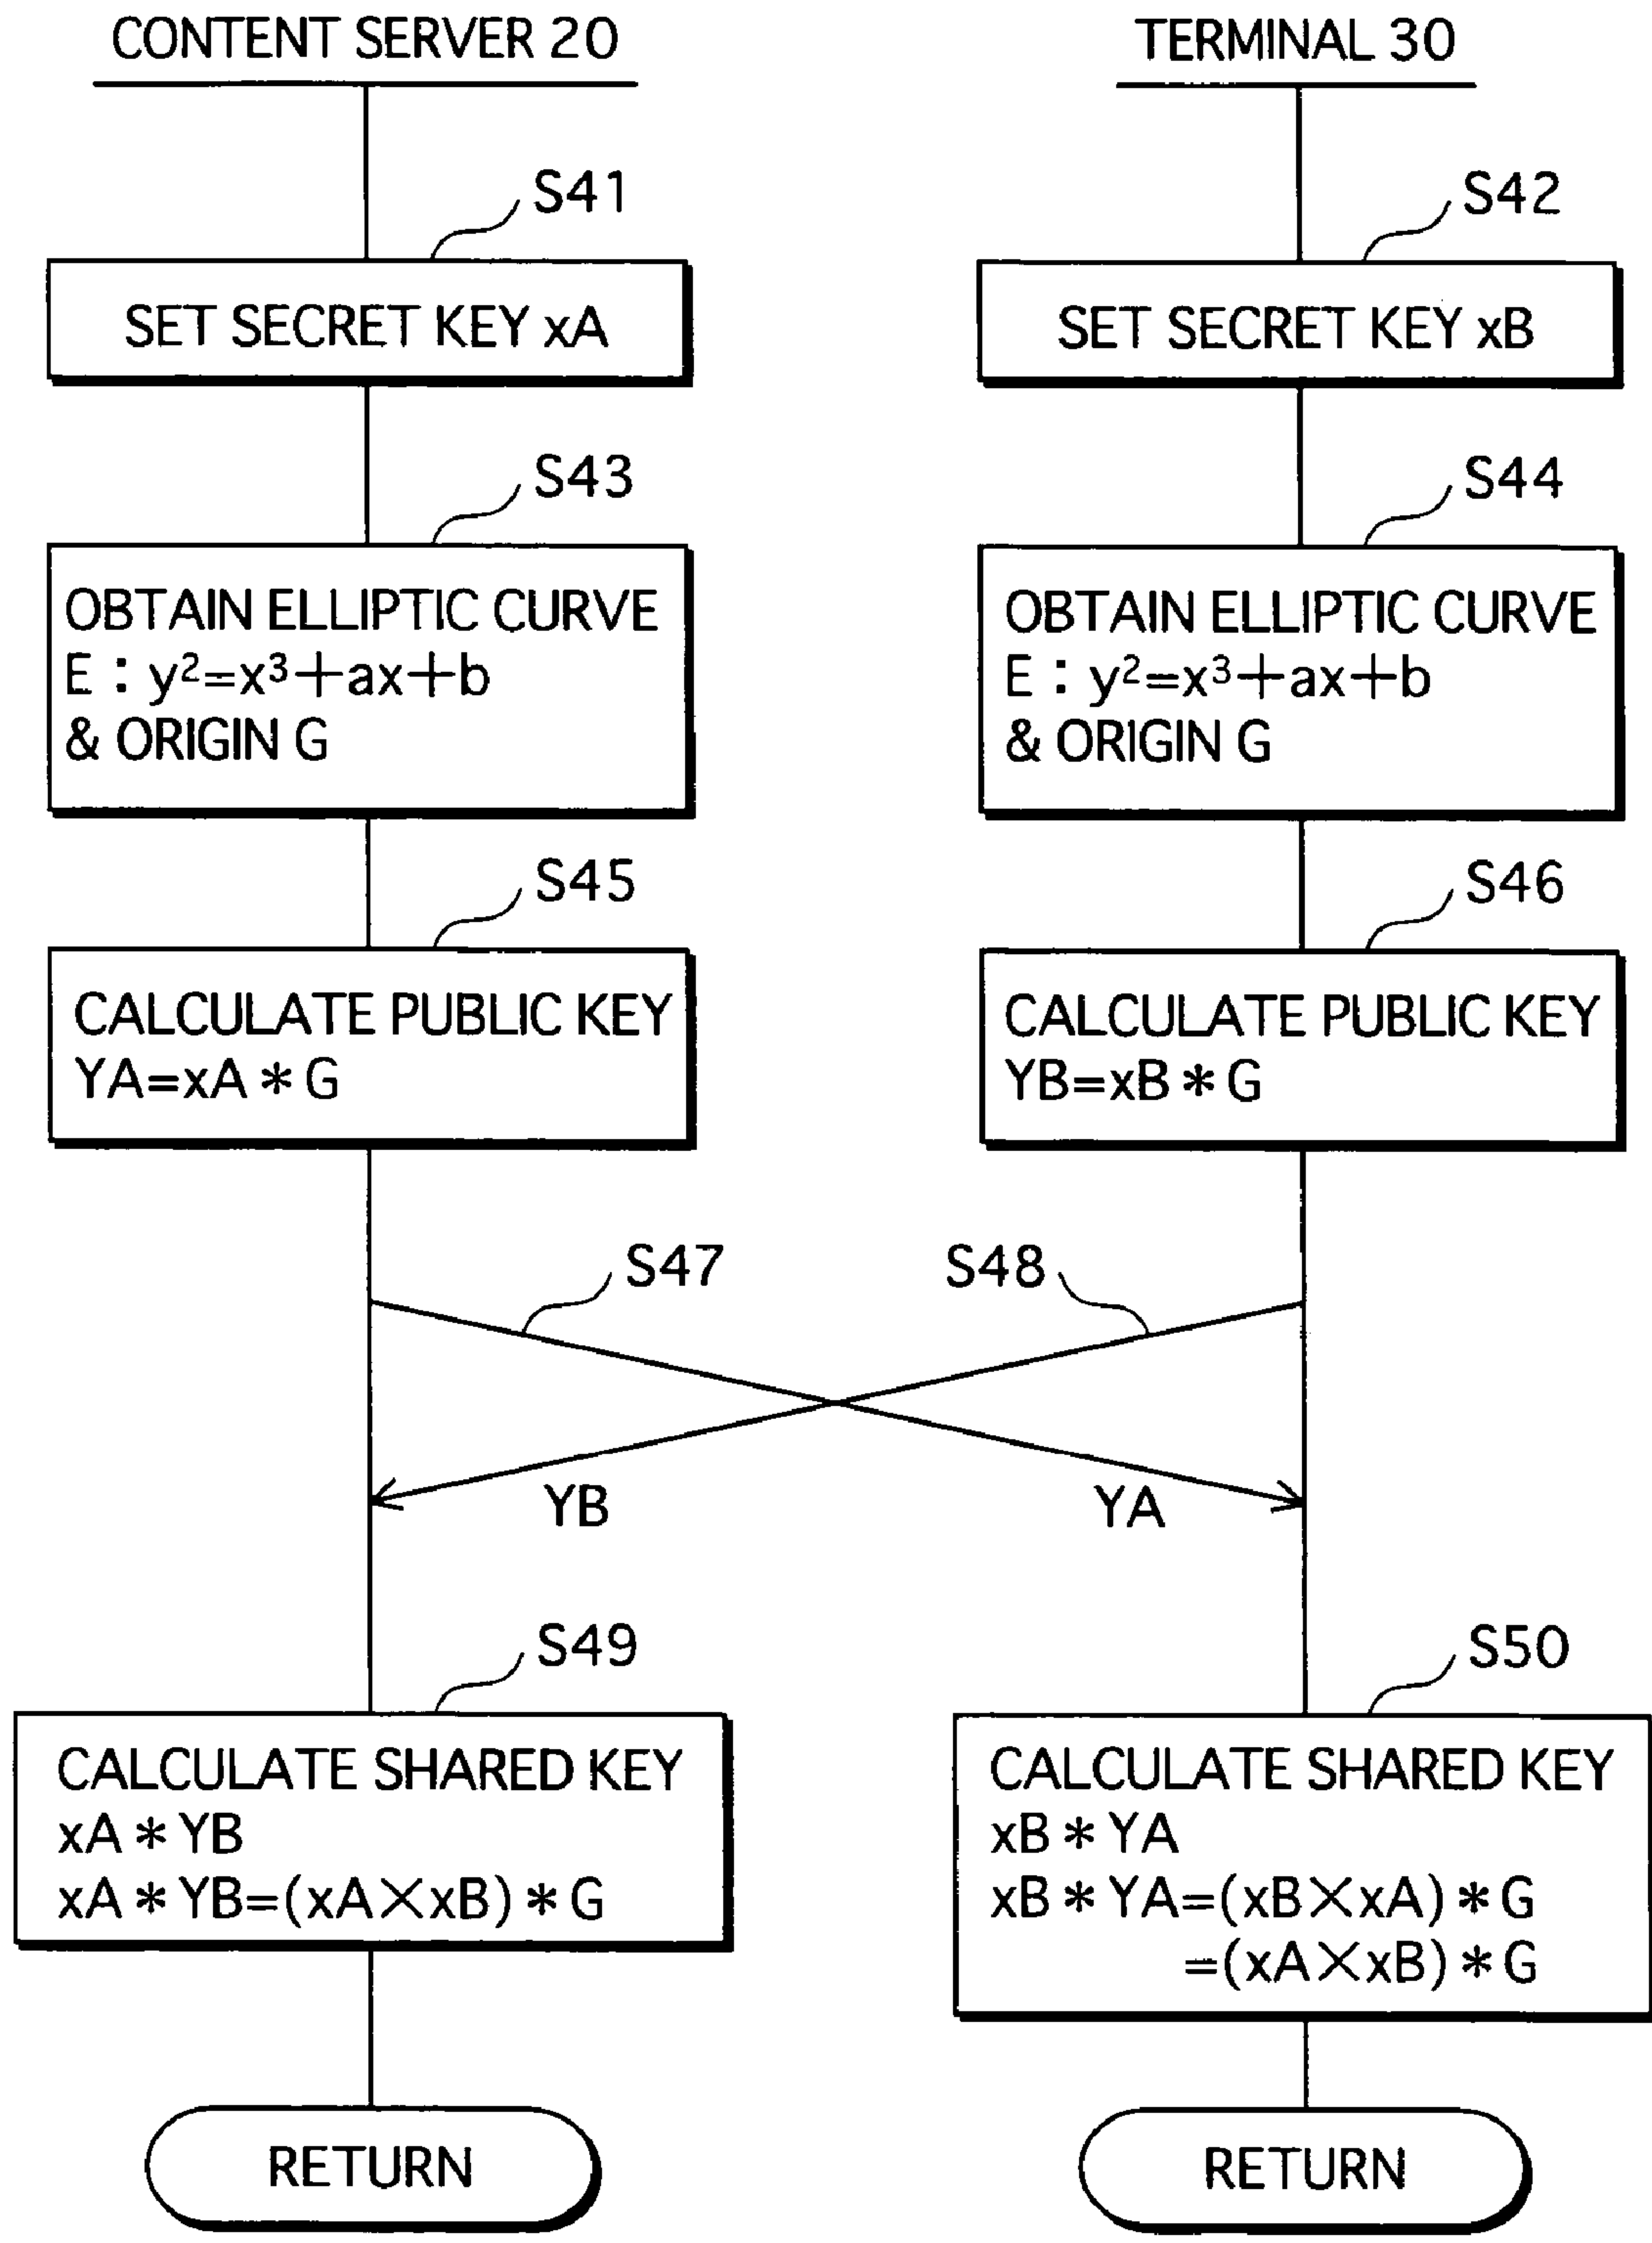 CONTENT SERVER 20
TERMINAL 30
S41
S42
SET SECRET KEY xA
SET SECRET KEY xB
S43
S44
OBTAIN ELLIPTIC CURVE
E : y²=x³+ax+b
& ORIGIN G
OBTAIN ELLIPTIC CURVE
E : y²=x³+ax+b
& ORIGIN G
S45
S46
CALCULATE PUBLIC KEY
YA=xA * G
CALCULATE PUBLIC KEY
YB=xB * G
S47
S48
YB
YA
S49
S50
CALCULATE SHARED KEY
xA * YB
xA * YB=(xA×xB) * G
CALCULATE SHARED KEY
xB * YA
xB * YA=(xB×xA) * G
=(xA×xB) * G
RETURN
RETURN